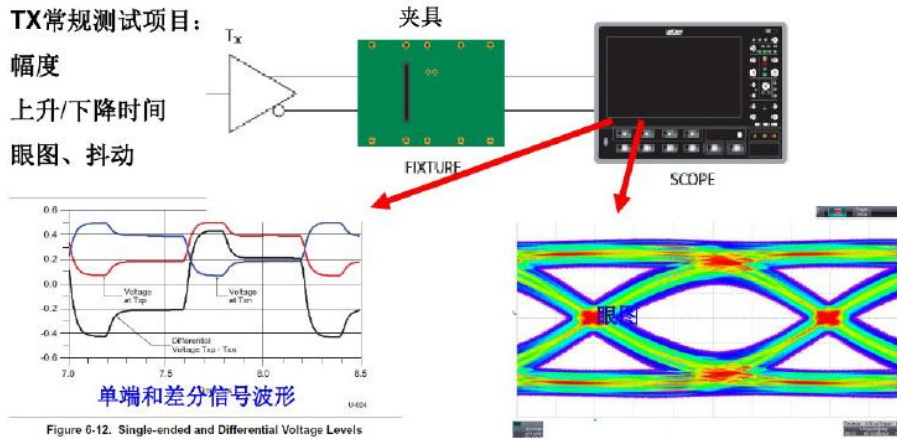 TX常规测试项目：
幅度
上升/下降时间
眼图、抖动
Tx
夹具
FIXTURE
SCOPE
0.6
0.4
0.2
0.0
-0.2
-0.4
-0.6
Voltage
at Txp
Voltage
at Txn
Differential
Voltage Txp - Txn
7.0
7.5
8.0
8.5
单端和差分信号波形
U-024
Figure 6-12. Single-ended and Differential Voltage Levels
眼图